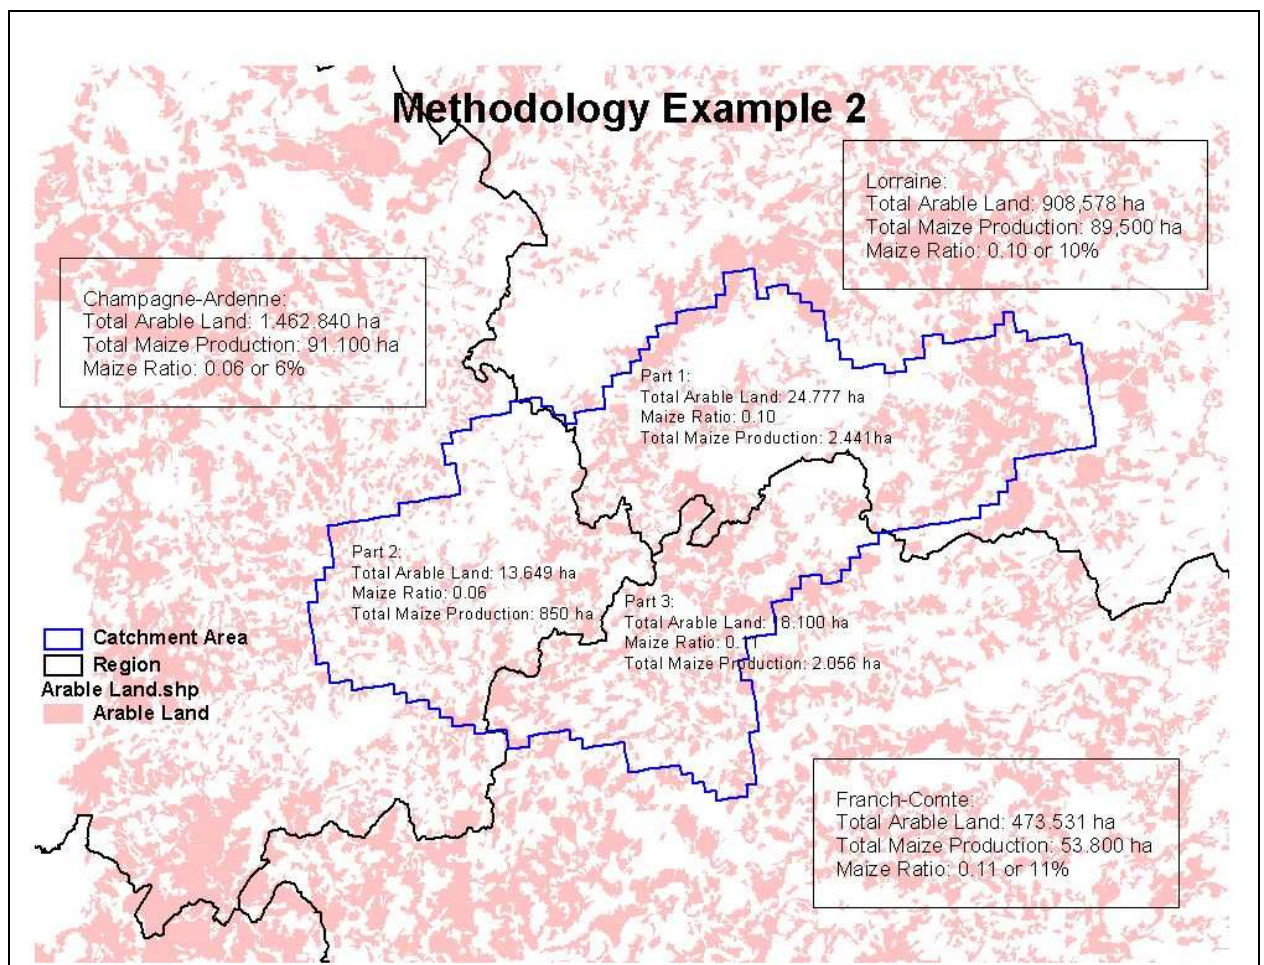 Methodology Example 2
Lorraine:
Total Arable Land: 908,578 ha
Total Maize Production: 89,500 ha
Maize Ratio: 0.10 or 10%
Champagne-Ardenne:
Total Arable Land: 1.462.840 ha
Total Maize Production: 91.100 ha
Maize Ratio: 0.06 or 6%
Part 1:
Total Arable Land: 24.777 ha
Maize Ratio: 0.10
Total Maize Production: 2.441ha
Part 2:
Total Arable Land: 13.649 ha
Maize Ratio: 0.06
Total Maize Production: 850 ha
Part 3:
Total Arable Land: 18.100 ha
Maize Ratio: 0.11
Total Maize Production: 2.056 ha
Catchment Area
Region
Arable Land.shp
Arable Land
Franch-Comte:
Total Arable Land: 473.531 ha
Total Maize Production: 53.800 ha
Maize Ratio: 0.11 or 11%